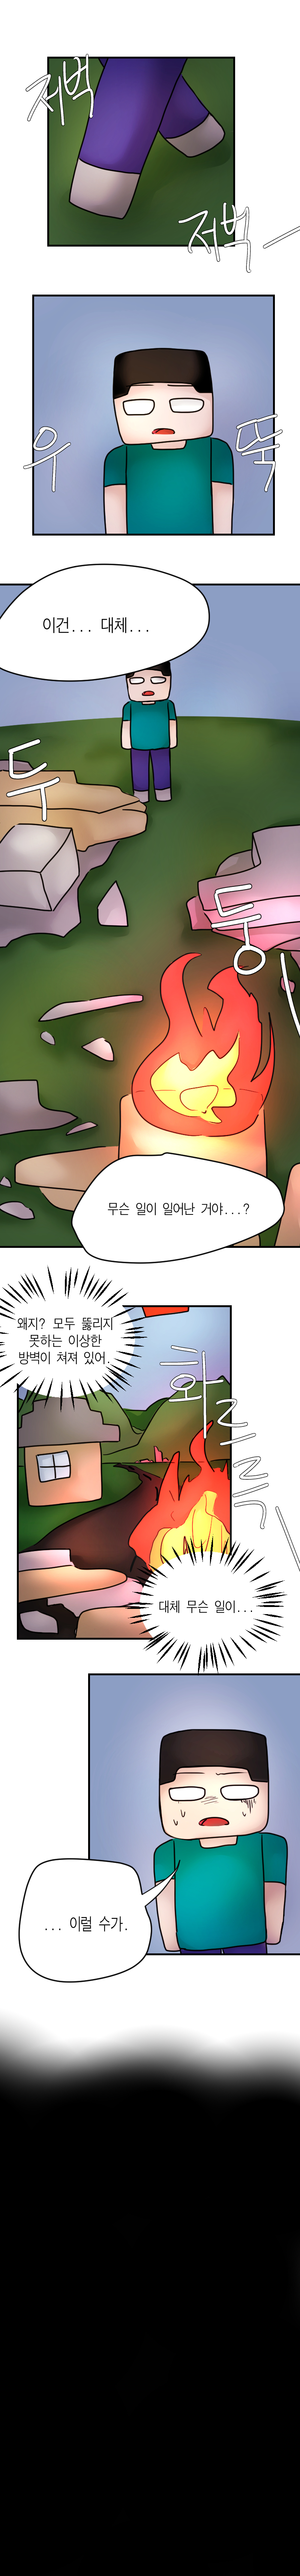 저벅
저벅
우
뚝
이건... 대체...
두
둥
무슨 일이 일어난 거야...?
왜지? 모두 뚫리지
못하는 이상한
방벽이 쳐져 있어.
화르륵
대체 무슨 일이...
... 이럴 수가.